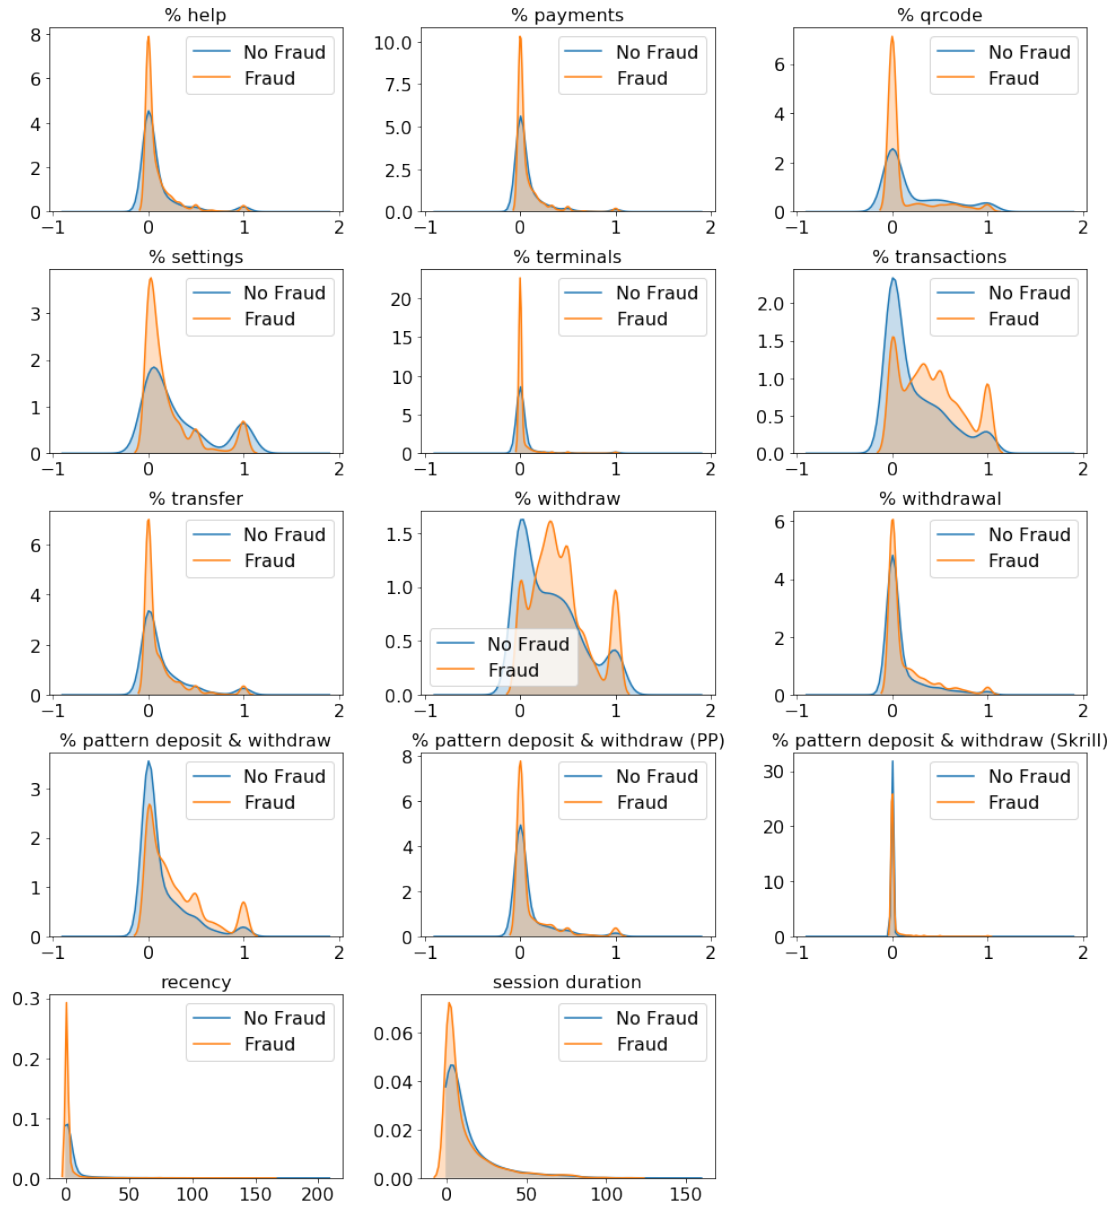 % help
8
6
4
2
0
−1 0 1 2
No Fraud
Fraud
% payments
10.0
7.5
5.0
2.5
0.0
−1 0 1 2
No Fraud
Fraud
% qrcode
6
4
2
0
−1 0 1 2
No Fraud
Fraud
% settings
3
2
1
0
−1 0 1 2
No Fraud
Fraud
% terminals
20
15
10
5
0
−1 0 1 2
No Fraud
Fraud
% transactions
2.0
1.5
1.0
0.5
0.0
−1 0 1 2
No Fraud
Fraud
% transfer
6
4
2
0
−1 0 1 2
No Fraud
Fraud
% withdraw
1.5
1.0
0.5
0.0
−1 0 1 2
No Fraud
Fraud
% withdrawal
6
4
2
0
−1 0 1 2
No Fraud
Fraud
% pattern deposit & withdraw
3
2
1
0
−1 0 1 2
No Fraud
Fraud
% pattern deposit & withdraw (PP)
8
6
4
2
0
−1 0 1 2
No Fraud
Fraud
% pattern deposit & withdraw (Skrill)
30
20
10
0
−1 0 1 2
No Fraud
Fraud
recency
0.3
0.2
0.1
0.0
0 50 100 150 200
No Fraud
Fraud
session duration
0.06
0.04
0.02
0.00
0 50 100 150
No Fraud
Fraud